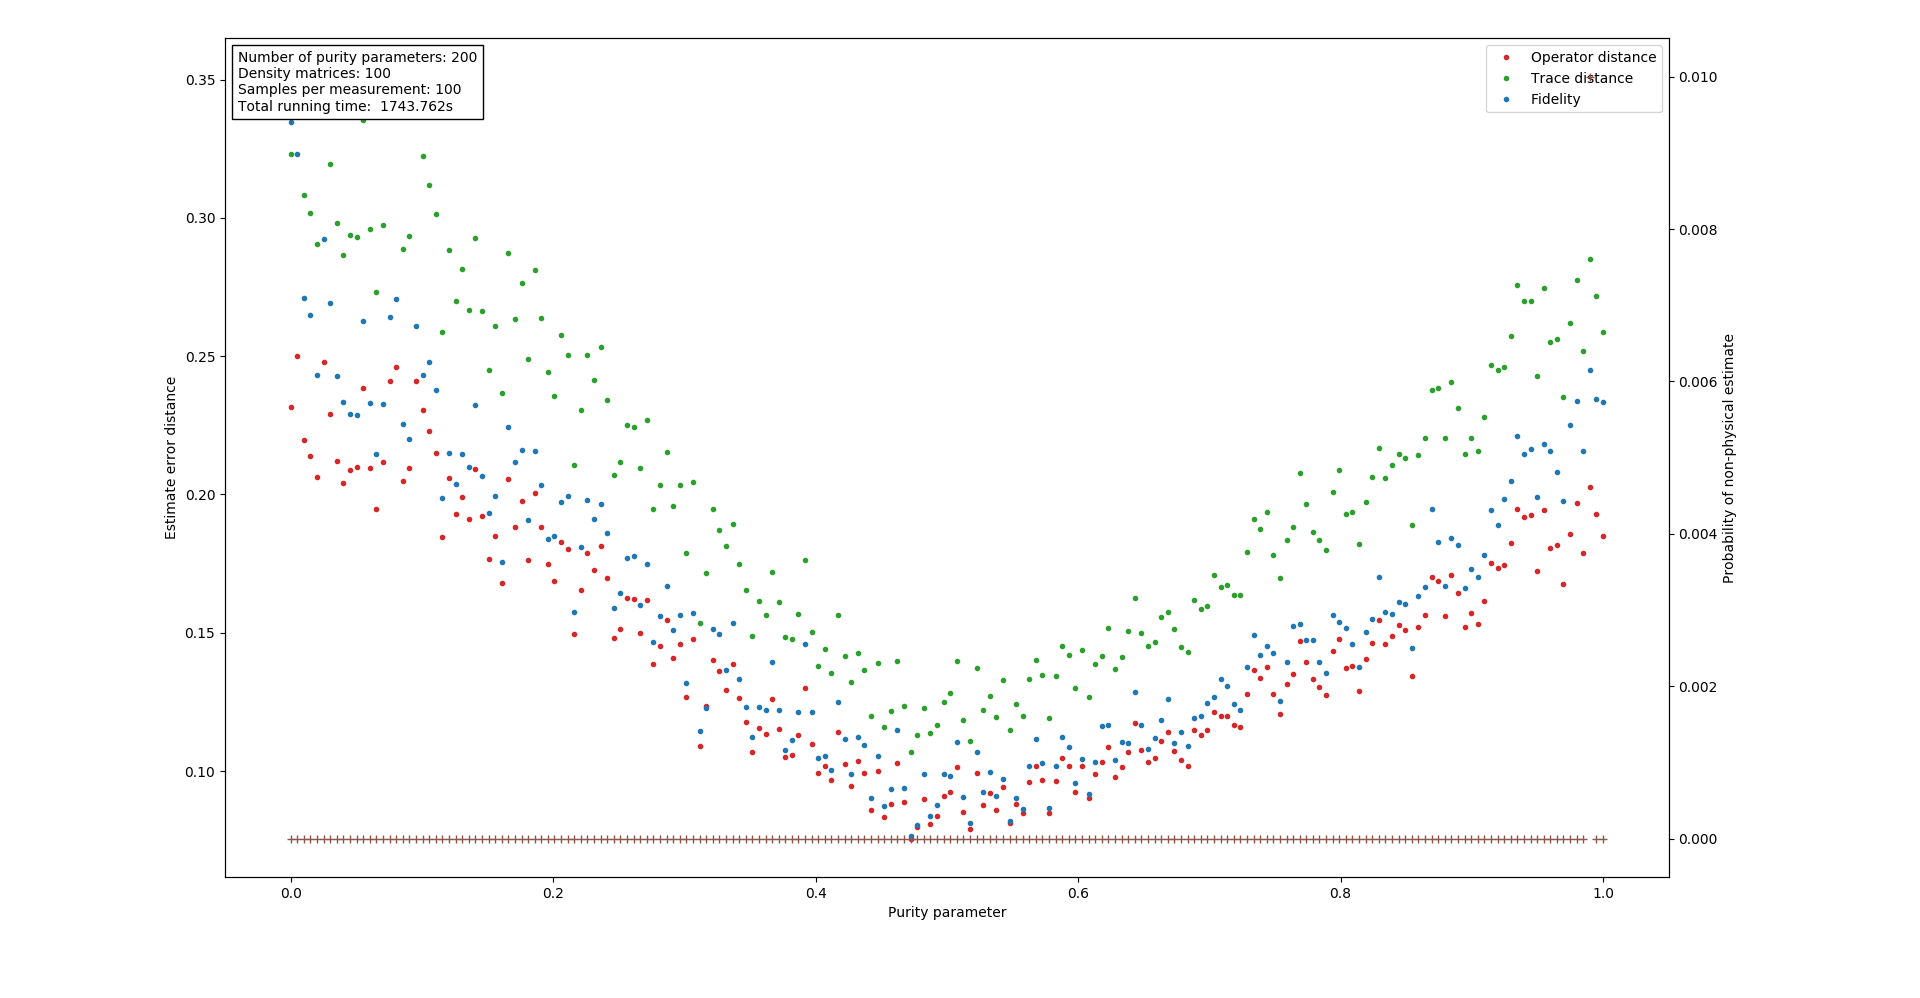 Number of purity parameters: 200
Density matrices: 100
Samples per measurement: 100
Total running time:  1743.762s
Operator distance
Trace distance
Fidelity
0.35
0.30
0.25
0.20
0.15
0.10
Estimate error distance
0.010
0.008
0.006
0.004
0.002
0.000
Probability of non-physical estimate
0.0
0.2
0.4
0.6
0.8
1.0
Purity parameter